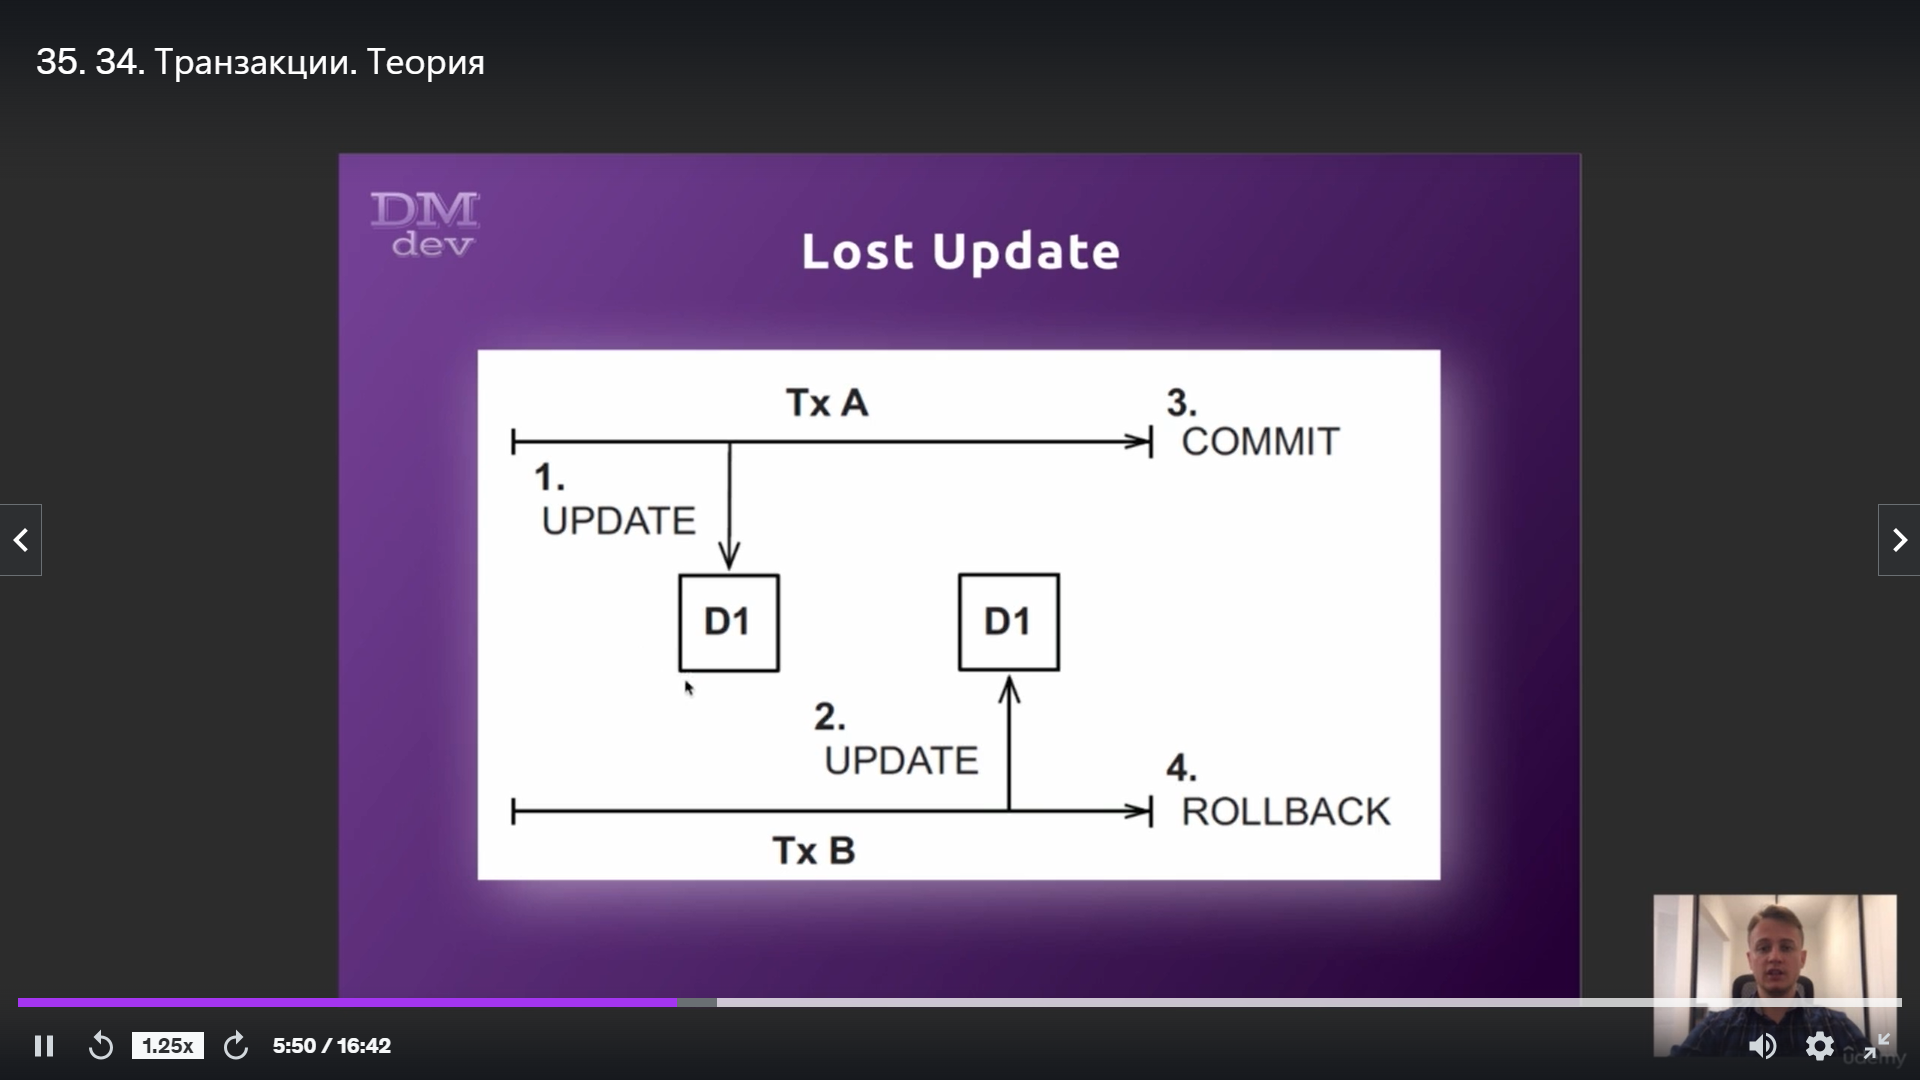 35. 34. Транзакции. Теория
DM
dev
Lost Update
Tx A
3.
COMMIT
1.
UPDATE
D1
D1
2.
UPDATE
4.
ROLLBACK
Tx B
1.25x
5:50 / 16:42
ûdemy